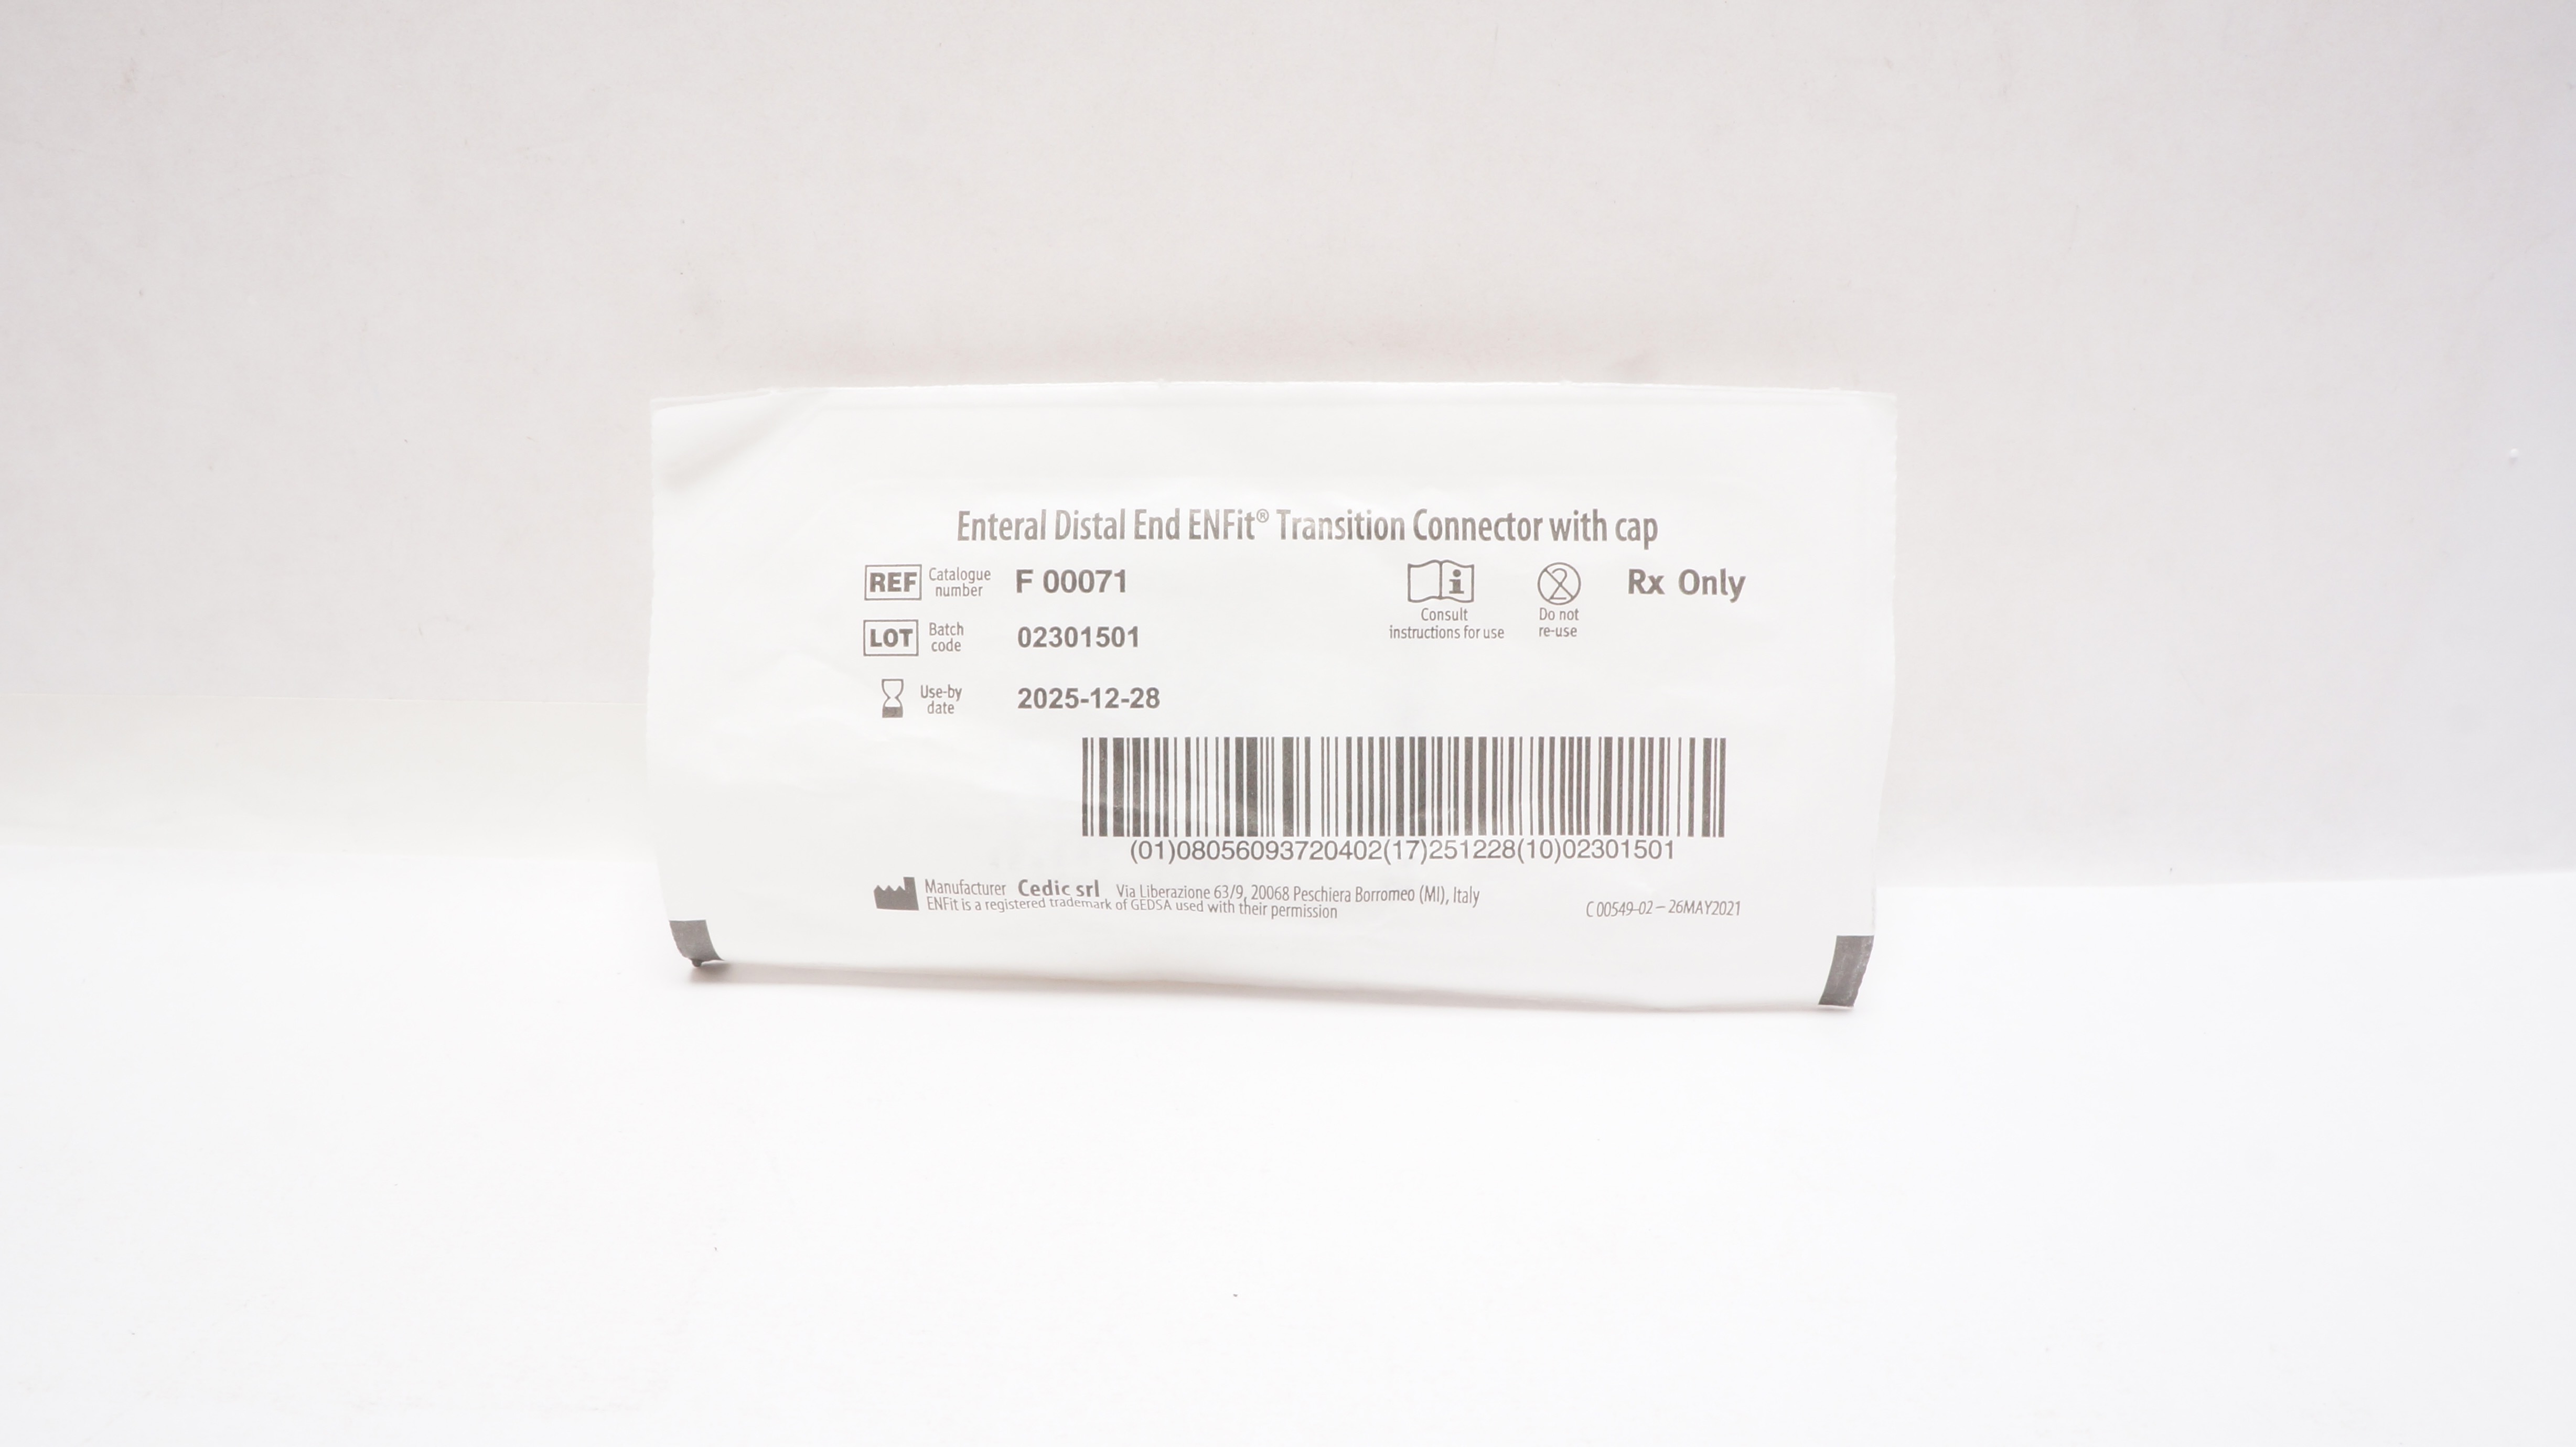 Enteral Distal End ENFit® Transition Connector with cap
REF Catalogue number F 00071
Consult instructions for use
Do not re-use
Rx Only
LOT Batch code 02301501
Use-by date 2025-12-28
(01)08056093720402(17)251228(10)02301501
Manufacturer Cedic srl Via Liberazione 63/9, 20068 Peschiera Borromeo (MI), Italy
ENFit is a registered trademark of GEDSA used with their permission
C 00549-02 – 26MAY2021